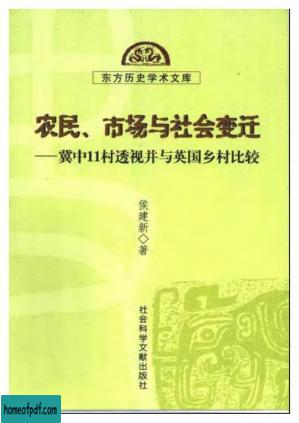 东方历史学术文库
农民、市场与社会变迁
——冀中11村透视并与英国乡村比较
侯建新 著
社会科学文献出版社
homeofpdf.com
homeofpdf.com